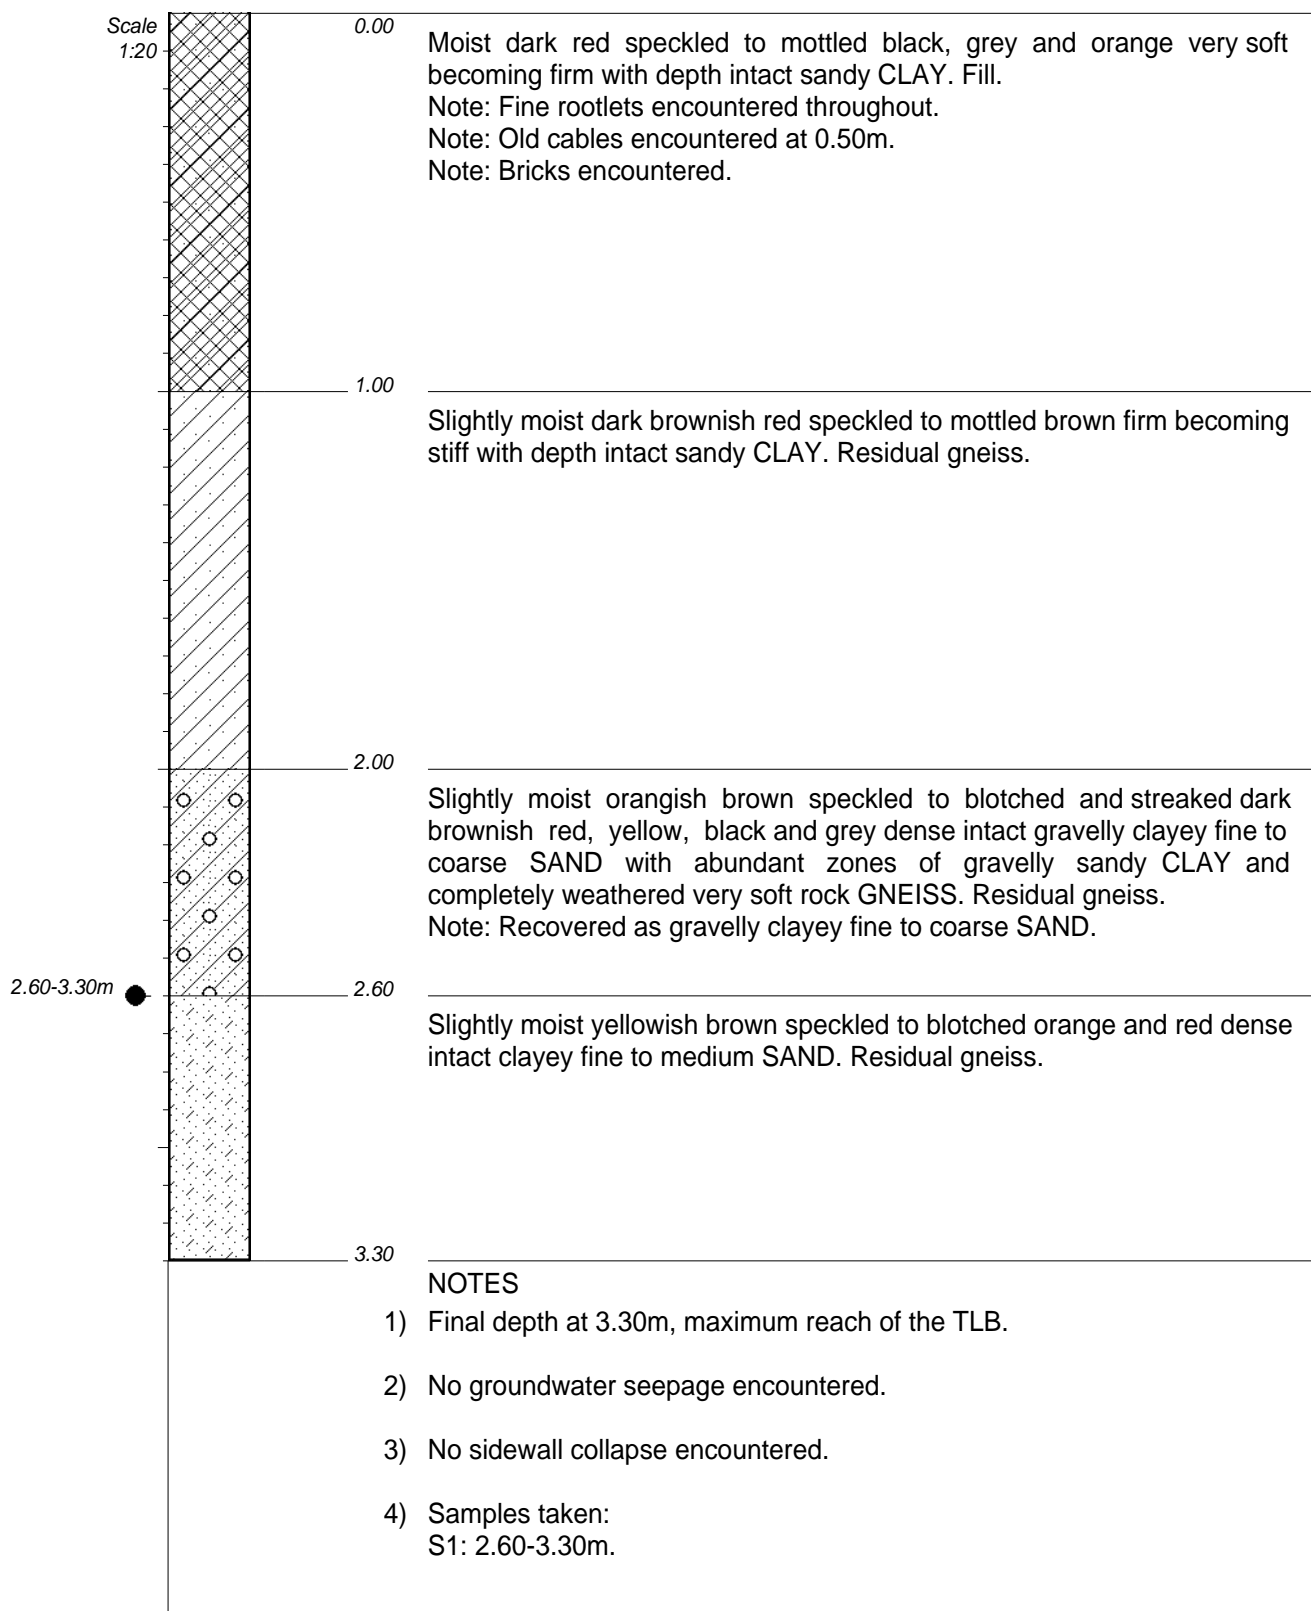 Scale
1:20
0.00
Moist dark red speckled to mottled black, grey and orange very soft
becoming firm with depth intact sandy CLAY. Fill.
Note: Fine rootlets encountered throughout.
Note: Old cables encountered at 0.50m.
Note: Bricks encountered.
1.00
Slightly moist dark brownish red speckled to mottled brown firm becoming
stiff with depth intact sandy CLAY. Residual gneiss.
2.00
Slightly moist orangish brown speckled to blotched and streaked dark
brownish red, yellow, black and grey dense intact gravelly clayey fine to
coarse SAND with abundant zones of gravelly sandy CLAY and
completely weathered very soft rock GNEISS. Residual gneiss.
Note: Recovered as gravelly clayey fine to coarse SAND.
2.60-3.30m
2.60
Slightly moist yellowish brown speckled to blotched orange and red dense
intact clayey fine to medium SAND. Residual gneiss.
3.30
NOTES
1) Final depth at 3.30m, maximum reach of the TLB.
2) No groundwater seepage encountered.
3) No sidewall collapse encountered.
4) Samples taken:
S1: 2.60-3.30m.